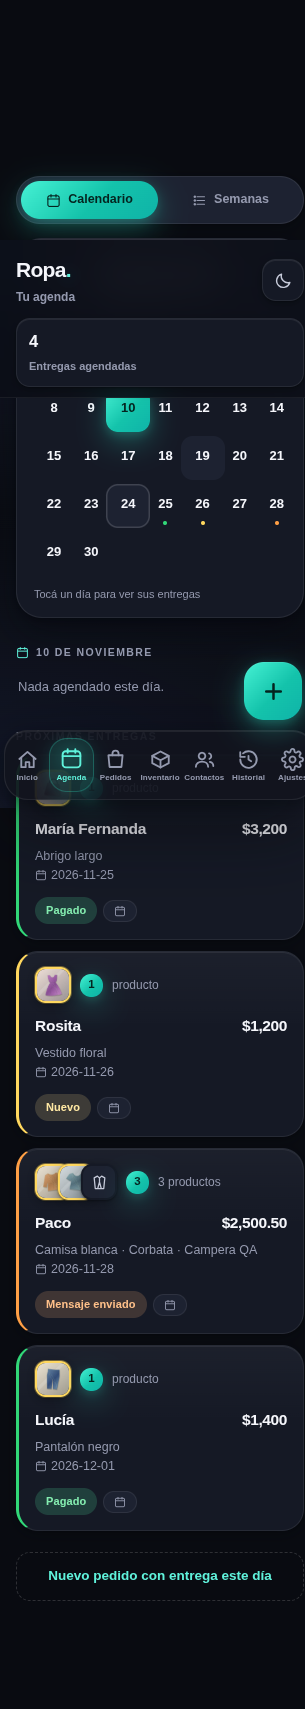 Calendario
Semanas
Ropa.
Tu agenda
4
Entregas agendadas
8 9 10 11 12 13 14
15 16 17 18 19 20 21
22 23 24 25 26 27 28
29 30
Tocá un día para ver sus entregas
10 DE NOVIEMBRE
Nada agendado este día.
PRÓXIMAS ENTREGAS
Inicio
Agenda
Pedidos
Inventario
Contactos
Historial
Ajustes
producto
María Fernanda $3,200
Abrigo largo
2026-11-25
Pagado
1 producto
Rosita $1,200
Vestido floral
2026-11-26
Nuevo
3 3 productos
Paco $2,500.50
Camisa blanca · Corbata · Campera QA
2026-11-28
Mensaje enviado
1 producto
Lucía $1,400
Pantalón negro
2026-12-01
Pagado
Nuevo pedido con entrega este día